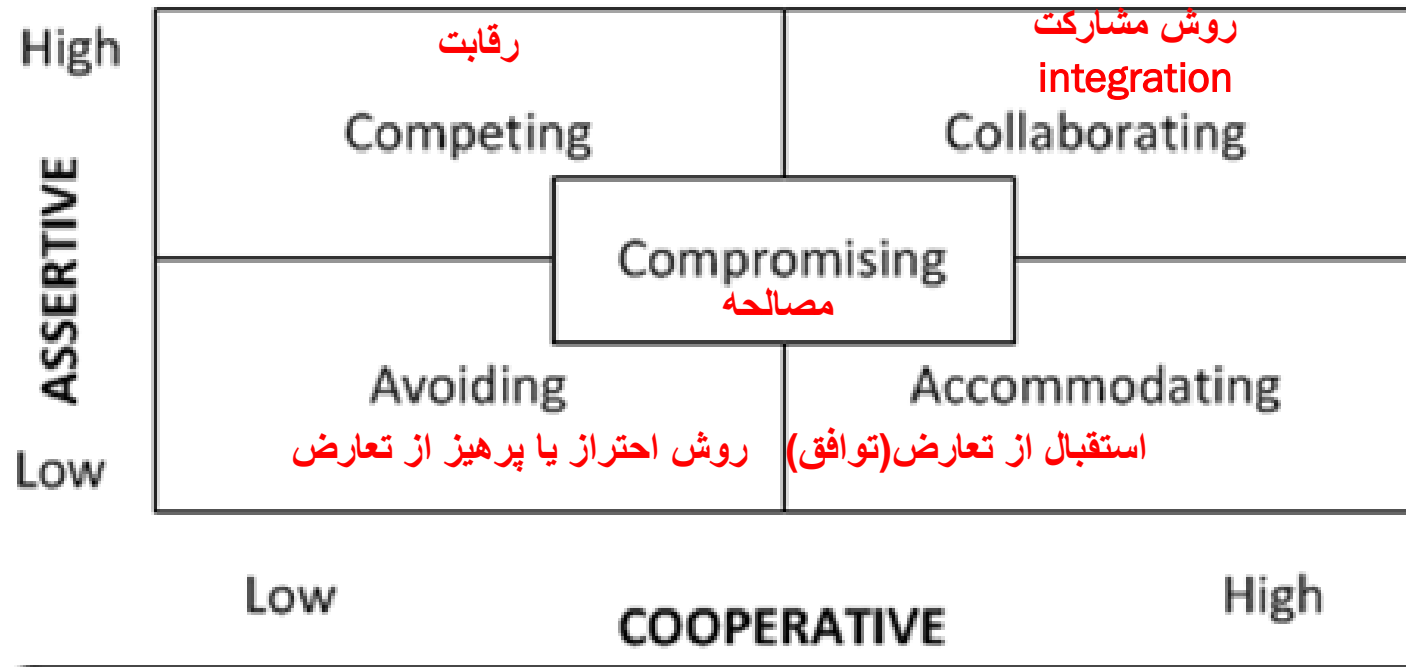 High
رقابت
روش مشارکت
integration
Competing
Collaborating
ASSERTIVE
Compromising
مصالحه
Avoiding
Accommodating
روش احتراز یا پرهیز از تعارض
استقبال از تعارض(توافق)
Low
Low
High
COOPERATIVE